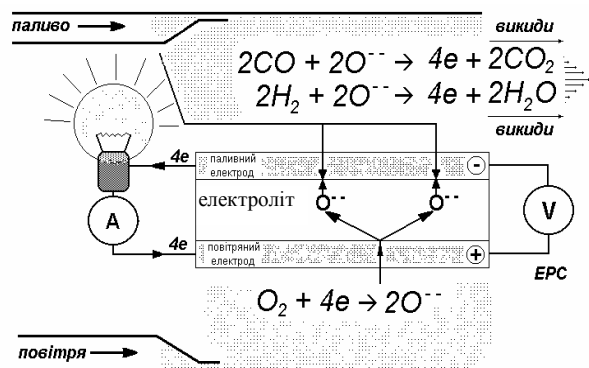 паливо
викиди
2CO + 2O⁻⁻ → 4e + 2CO₂
2H₂ + 2O⁻⁻ → 4e + 2H₂O
викиди
4e
паливний
електрод
-
A
електроліт
O⁻⁻
O⁻⁻
V
4e
повітряний
електрод
+
ЕРС
O₂ + 4e → 2O⁻⁻
повітря